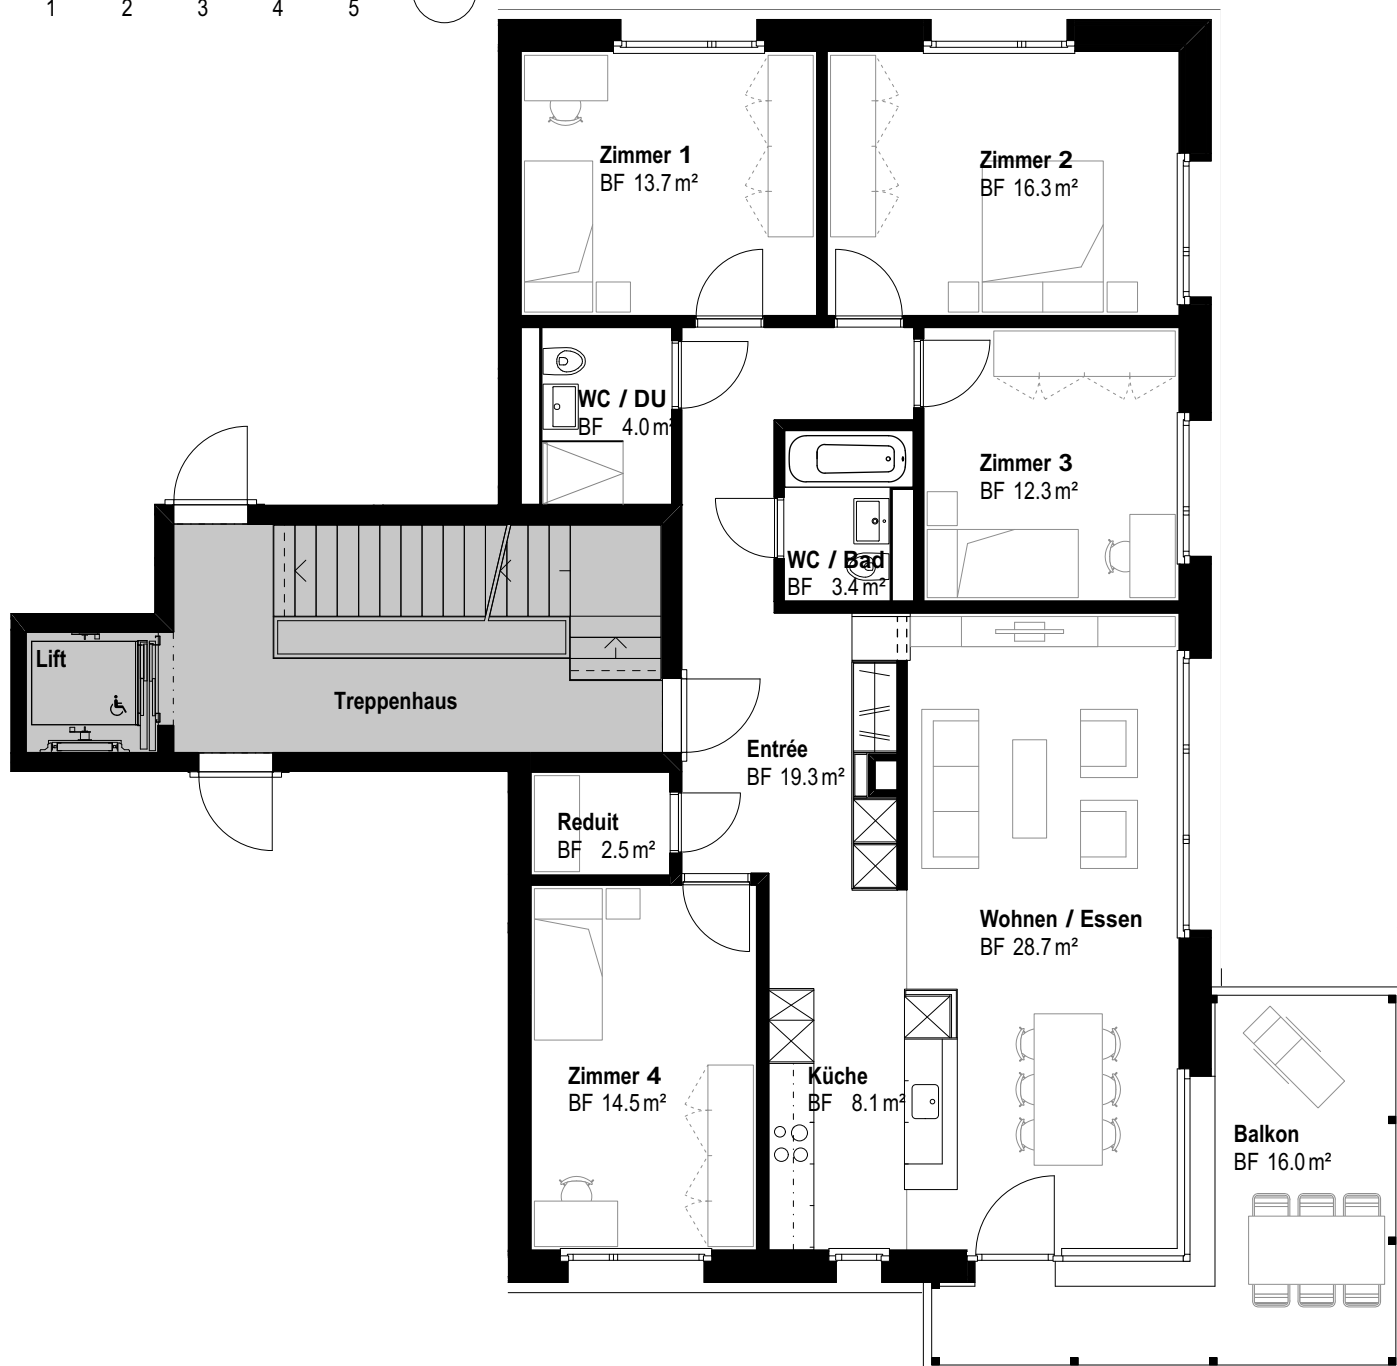 1 2 3 4 5
Zimmer 1
BF 13.7 m²
Zimmer 2
BF 16.3 m²
WC / DU
BF 4.0 m²
Zimmer 3
BF 12.3 m²
WC / Bad
BF 3.4 m²
Lift
Treppenhaus
Entrée
BF 19.3 m²
Reduit
BF 2.5 m²
Wohnen / Essen
BF 28.7 m²
Zimmer 4
BF 14.5 m²
Küche
BF 8.1 m²
Balkon
BF 16.0 m²